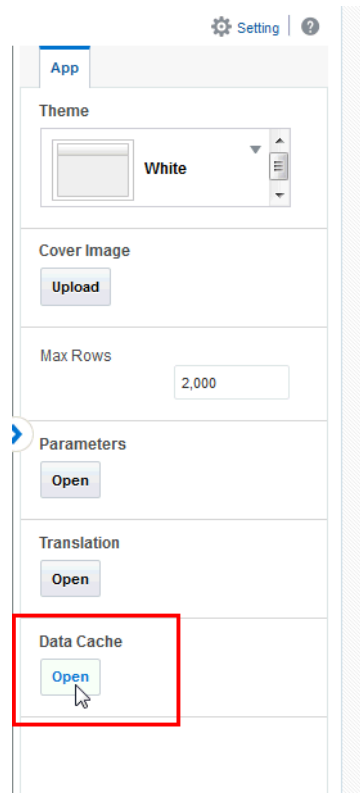 Setting
App
Theme
White
Cover Image
Upload
Max Rows
2,000
Parameters
Open
Translation
Open
Data Cache
Open